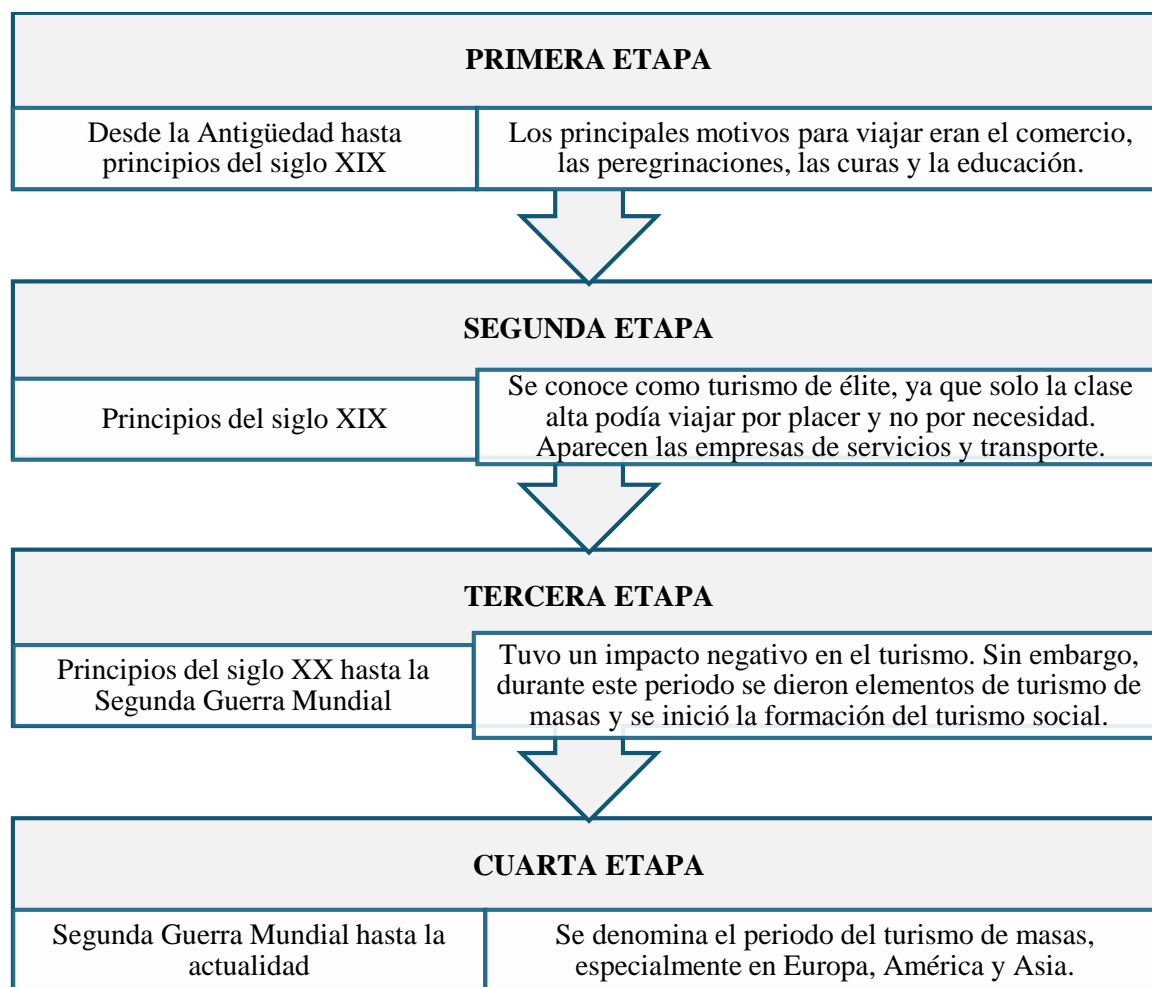 PRIMERA ETAPA
Desde la Antigüedad hasta
principios del siglo XIX
Los principales motivos para viajar eran el comercio,
las peregrinaciones, las curas y la educación.
SEGUNDA ETAPA
Principios del siglo XIX
Se conoce como turismo de élite, ya que solo la clase
alta podía viajar por placer y no por necesidad.
Aparecen las empresas de servicios y transporte.
TERCERA ETAPA
Principios del siglo XX hasta la
Segunda Guerra Mundial
Tuvo un impacto negativo en el turismo. Sin embargo,
durante este periodo se dieron elementos de turismo de
masas y se inició la formación del turismo social.
CUARTA ETAPA
Segunda Guerra Mundial hasta la
actualidad
Se denomina el periodo del turismo de masas,
especialmente en Europa, América y Asia.